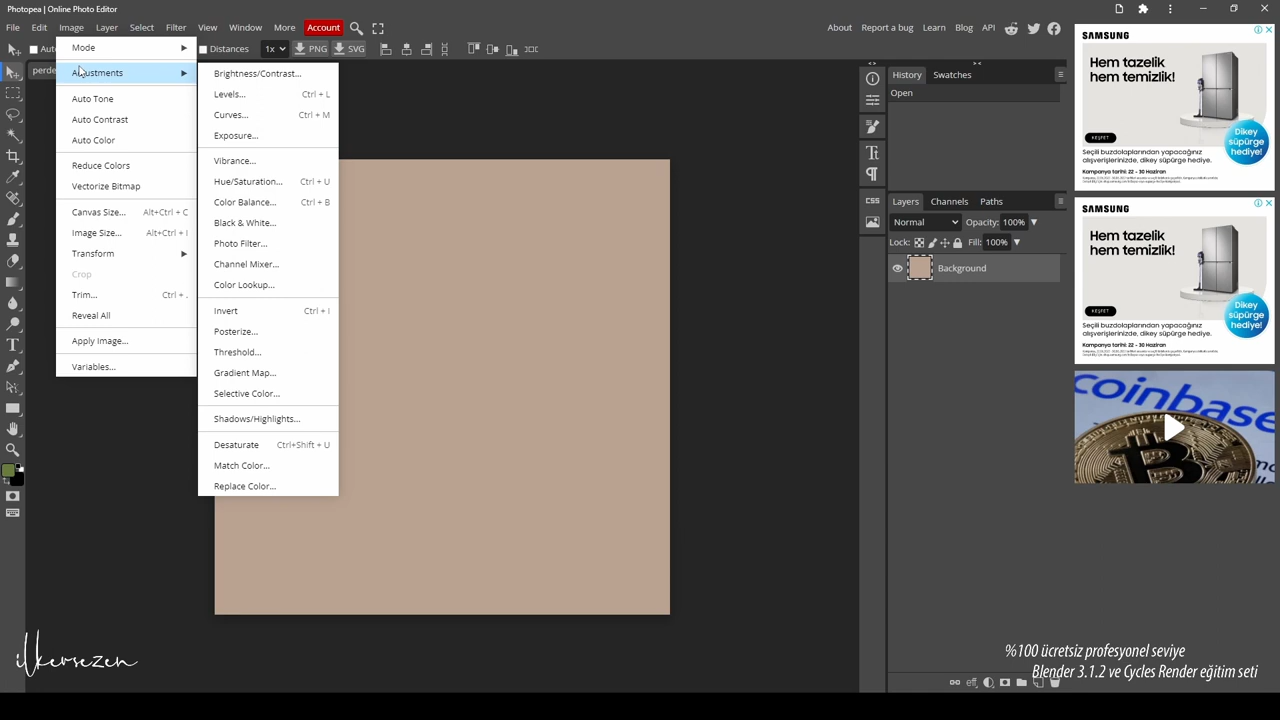 Photopea | Online Photo Editor
File Edit Image Layer Select Filter View Window More Account
About Report a bug Learn Blog API
Distances 1x PNG SVG
perde
Mode
Adjustments
Auto Tone
Auto Contrast
Auto Color
Reduce Colors
Vectorize Bitmap
Canvas Size... Alt+Ctrl + C
Image Size... Alt+Ctrl + I
Transform
Crop
Trim... Ctrl + .
Reveal All
Apply Image...
Variables...
Brightness/Contrast...
Levels... Ctrl + L
Curves... Ctrl + M
Exposure...
Vibrance...
Hue/Saturation... Ctrl + U
Color Balance... Ctrl + B
Black & White...
Photo Filter...
Channel Mixer...
Color Lookup...
Invert Ctrl + I
Posterize...
Threshold...
Gradient Map...
Selective Color...
Shadows/Highlights...
Desaturate Ctrl+Shift + U
Match Color...
Replace Color...
CSS
History Swatches
Open
Layers Channels Paths
Normal Opacity: 100%
Lock: Fill: 100%
Background
eff
SAMSUNG
Hem tazelik
hem temizlik!
KEŞFET
Dikey
süpürge
hediye!
Seçili buzdolaplarından yapacağınız
alışverişlerinizde, dikey süpürge hediye!
Kampanya tarihi: 22 - 30 Haziran
SAMSUNG
Hem tazelik
hem temizlik!
KEŞFET
Dikey
süpürge
hediye!
Seçili buzdolaplarından yapacağınız
alışverişlerinizde, dikey süpürge hediye!
Kampanya tarihi: 22 - 30 Haziran
coinbase
ilkersezen
%100 ücretsiz profesyonel seviye
Blender 3.1.2 ve Cycles Render eğitim seti